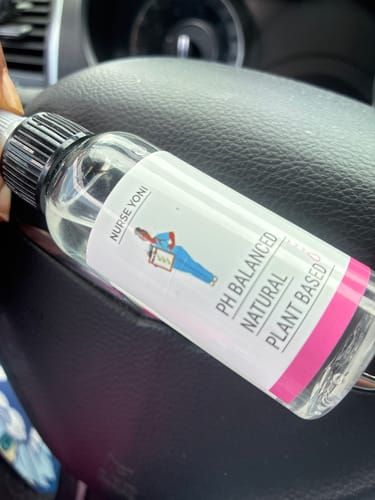 NURSE YONI
PH BALANCED
NATURAL
PLANT BASED